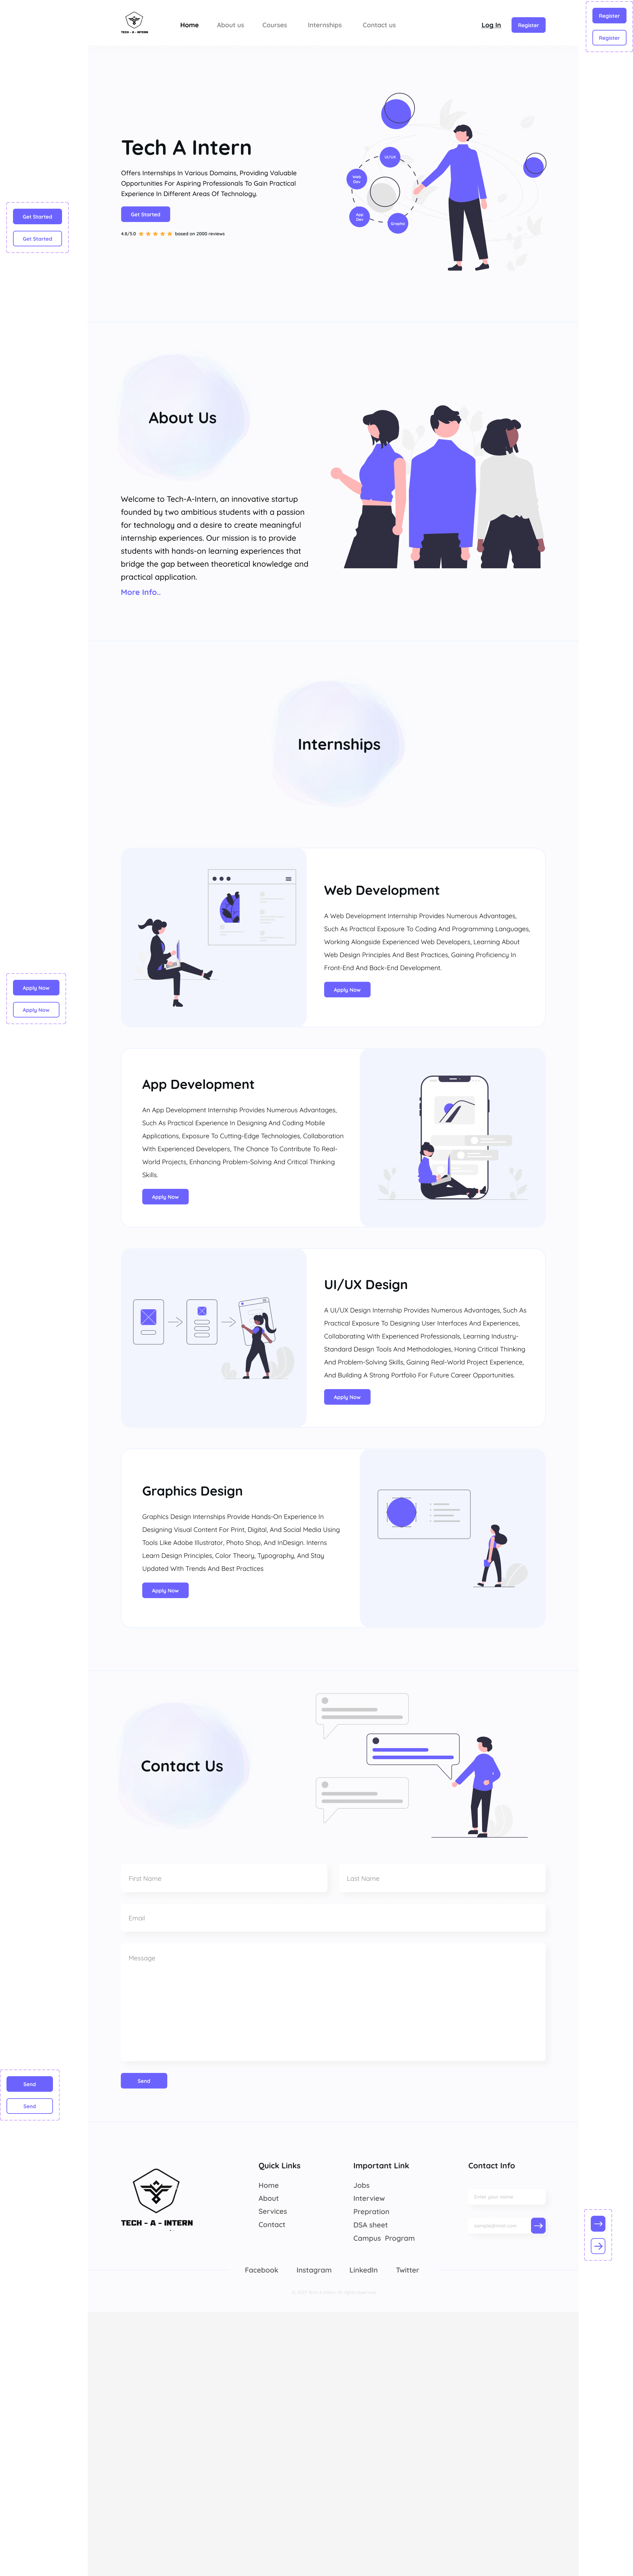 TECH - A - INTERN
Home
About us
Courses
Internships
Contact us
Log In
Register
Register
Register
Tech A Intern
Offers Internships In Various Domains, Providing Valuable
Opportunities For Aspiring Professionals To Gain Practical
Experience In Different Areas Of Technology.
Get Started
4.8/5.0
based on 2000 reviews
UI/UX
Web
Dev
App
Dev
Graphic
Get Started
Get Started
About Us
Welcome to Tech-A-Intern, an innovative startup
founded by two ambitious students with a passion
for technology and a desire to create meaningful
internship experiences. Our mission is to provide
students with hands-on learning experiences that
bridge the gap between theoretical knowledge and
practical application.
More Info..
Internships
Web Development
A Web Development Internship Provides Numerous Advantages,
Such As Practical Exposure To Coding And Programming Languages,
Working Alongside Experienced Web Developers, Learning About
Web Design Principles And Best Practices, Gaining Proficiency In
Front-End And Back-End Development.
Apply Now
Apply Now
Apply Now
App Development
An App Development Internship Provides Numerous Advantages,
Such As Practical Experience In Designing And Coding Mobile
Applications, Exposure To Cutting-Edge Technologies, Collaboration
With Experienced Developers, The Chance To Contribute To Real-
World Projects, Enhancing Problem-Solving And Critical Thinking
Skills.
Apply Now
UI/UX Design
A UI/UX Design Internship Provides Numerous Advantages, Such As
Practical Exposure To Designing User Interfaces And Experiences,
Collaborating With Experienced Professionals, Learning Industry-
Standard Design Tools And Methodologies, Honing Critical Thinking
And Problem-Solving Skills, Gaining Real-World Project Experience,
And Building A Strong Portfolio For Future Career Opportunities.
Apply Now
Graphics Design
Graphics Design Internships Provide Hands-On Experience In
Designing Visual Content For Print, Digital, And Social Media Using
Tools Like Adobe Illustrator, Photo Shop, And InDesign. Interns
Learn Design Principles, Color Theory, Typography, And Stay
Updated With Trends And Best Practices
Apply Now
Contact Us
First Name
Last Name
Email
Message
Send
Send
Send
TECH - A - INTERN
Quick Links
Home
About
Services
Contact
Important Link
Jobs
Interview
Prepration
DSA sheet
Campus Program
Contact Info
Enter your name
Facebook
Instagram
LinkedIn
Twitter